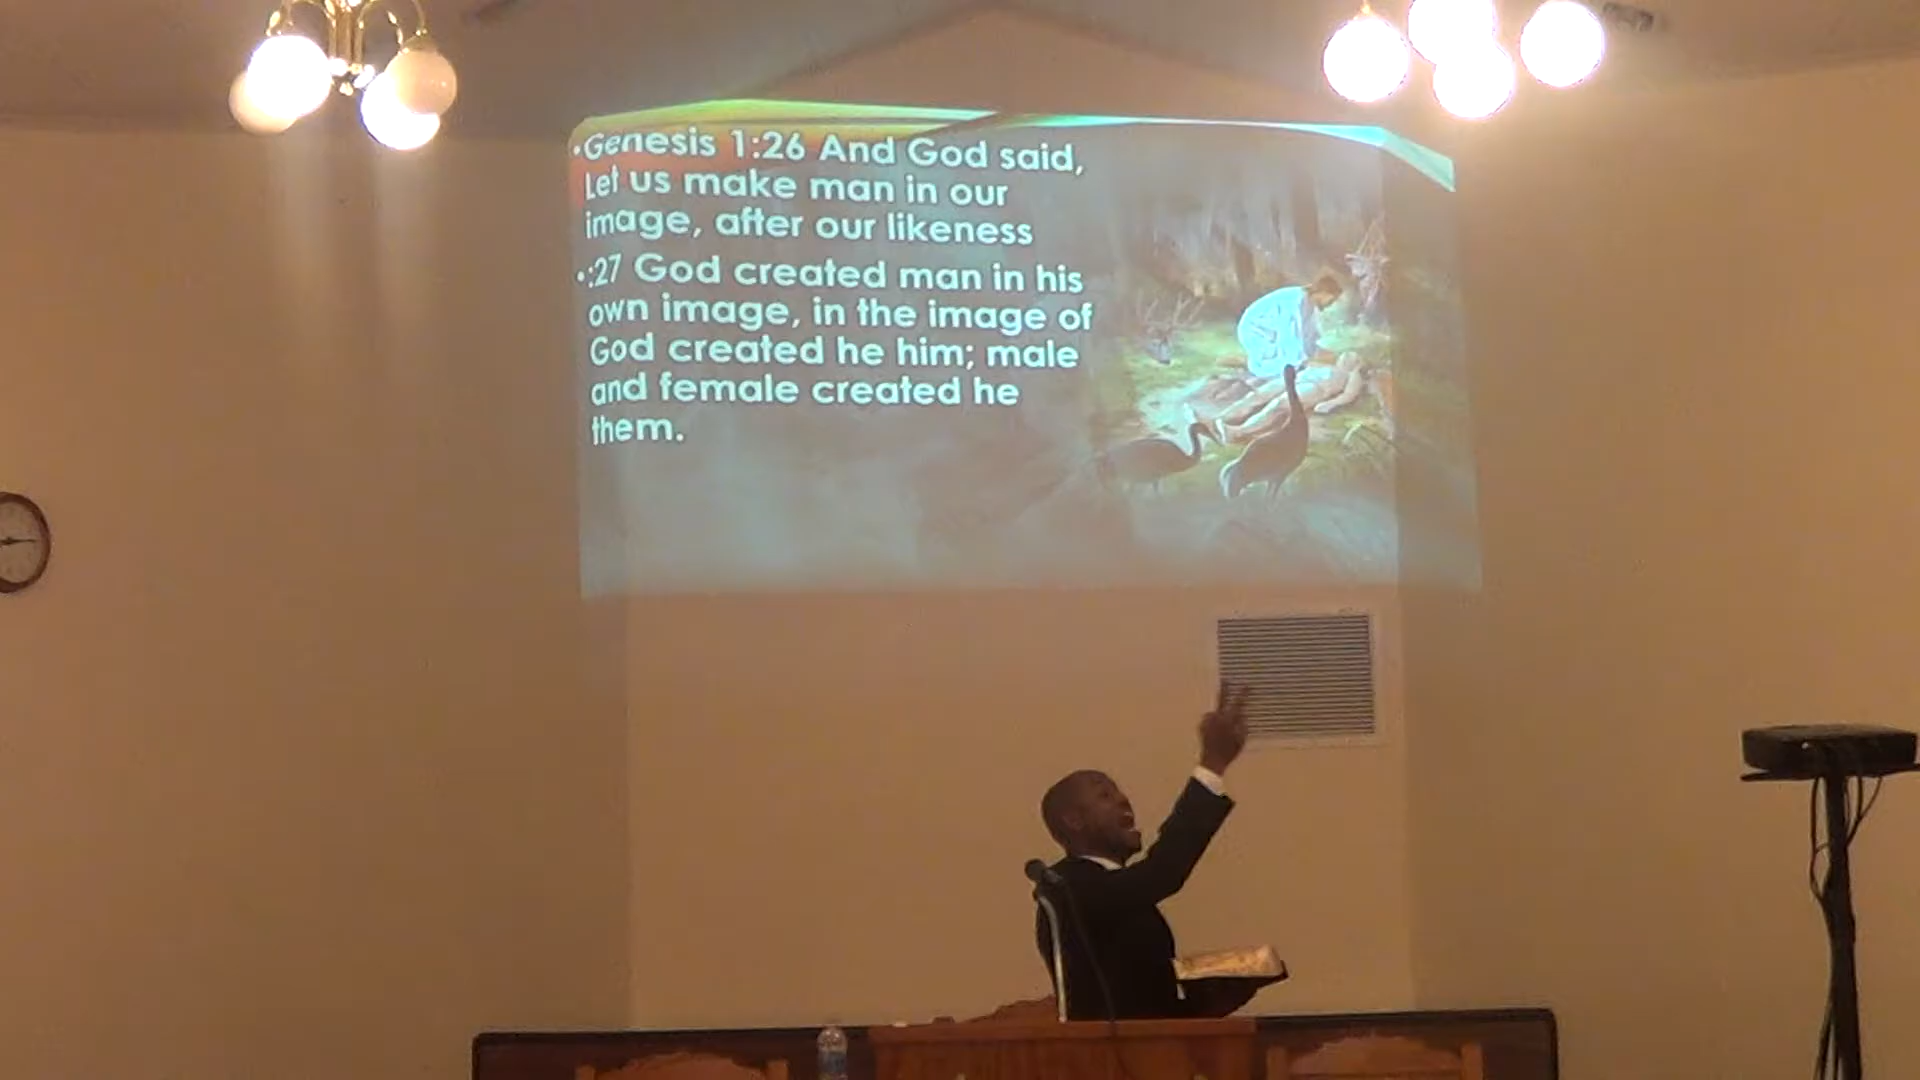 •Genesis 1:26 And God said,
Let us make man in our
image, after our likeness
•:27 God created man in his
own image, in the image of
God created he him; male
and female created he
them.